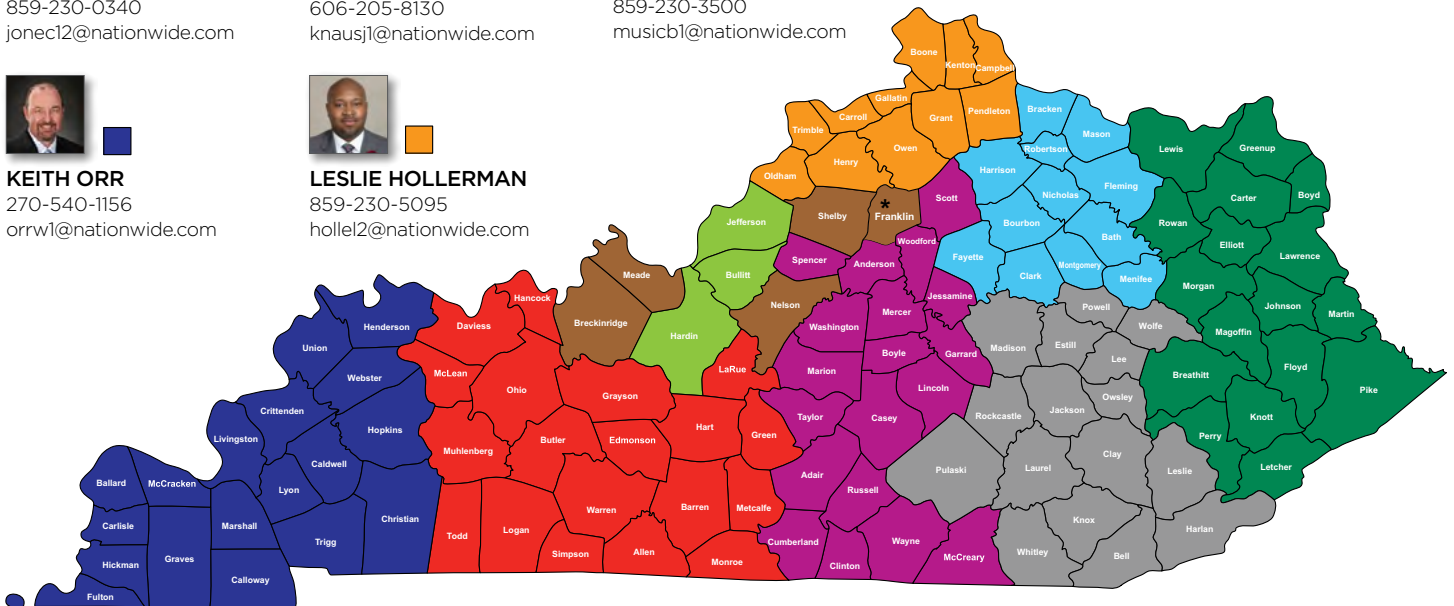 859-230-0340
jonec12@nationwide.com
606-205-8130
knausj1@nationwide.com
859-230-3500
musicb1@nationwide.com
KEITH ORR
270-540-1156
orrw1@nationwide.com
LESLIE HOLLERMAN
859-230-5095
hollel2@nationwide.com
Boone
Kenton
Campbell
Gallatin
Carroll
Grant
Pendleton
Trimble
Owen
Henry
Oldham
Bracken
Mason
Robertson
Harrison
Nicholas
Fleming
Bourbon
Bath
Fayette
Clark
Montgomery
Menifee
Lewis
Greenup
Carter
Boyd
Rowan
Elliott
Lawrence
Morgan
Johnson
Martin
Magoffin
Floyd
Breathitt
Pike
Knott
Perry
Letcher
Jefferson
Bullitt
Hardin
Shelby
*
Franklin
Meade
Breckinridge
Nelson
Scott
Woodford
Spencer
Anderson
Jessamine
Mercer
Washington
Boyle
Garrard
Marion
Lincoln
Taylor
Casey
Adair
Russell
Cumberland
Clinton
Wayne
McCreary
Powell
Wolfe
Madison
Estill
Lee
Owsley
Rockcastle
Jackson
Pulaski
Laurel
Clay
Leslie
Knox
Harlan
Whitley
Bell
Hancock
Daviess
McLean
Ohio
Grayson
LaRue
Muhlenberg
Butler
Edmonson
Hart
Green
Warren
Barren
Metcalfe
Todd
Logan
Simpson
Allen
Monroe
Henderson
Union
Webster
Crittenden
Livingston
Hopkins
Caldwell
Lyon
Ballard
McCracken
Carlisle
Marshall
Christian
Trigg
Graves
Hickman
Calloway
Fulton